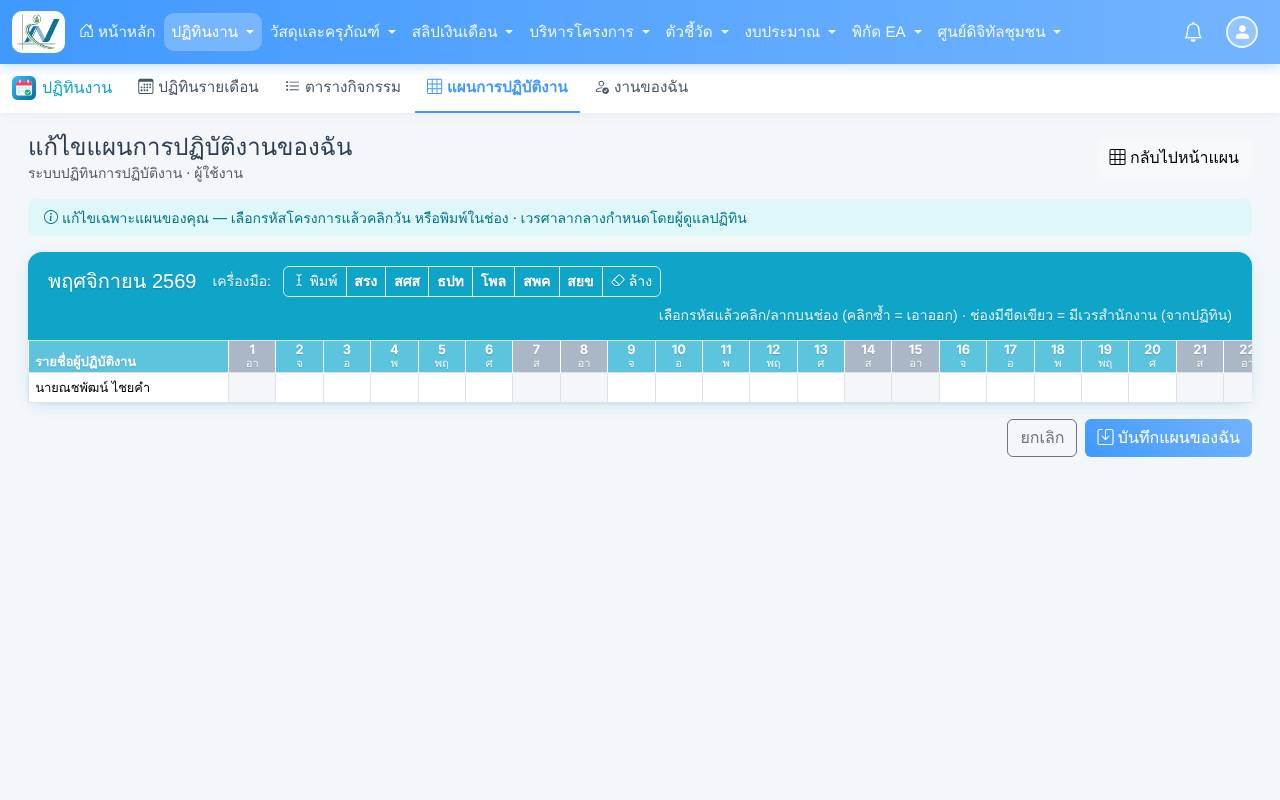 หน้าหลัก ปฏิทินงาน วัสดุและครุภัณฑ์ สลิปเงินเดือน บริหารโครงการ ตัวชี้วัด งบประมาณ พิกัด EA ศูนย์ดิจิทัลชุมชน
ปฏิทินงาน ปฏิทินรายเดือน ตารางกิจกรรม แผนการปฏิบัติงาน งานของฉัน
แก้ไขแผนการปฏิบัติงานของฉัน
ระบบปฏิทินการปฏิบัติงาน · ผู้ใช้งาน
กลับไปหน้าแผน
แก้ไขเฉพาะแผนของคุณ — เลือกรหัสโครงการแล้วคลิกวัน หรือพิมพ์ในช่อง · เวรศาลากลางกำหนดโดยผู้ดูแลปฏิทิน
พฤศจิกายน 2569 เครื่องมือ: พิมพ์ สรง สศส ธปท โพล สพค สยข ล้าง
เลือกรหัสแล้วคลิก/ลากบนช่อง (คลิกซ้ำ = เอาออก) · ช่องมีขีดเขียว = มีเวรสำนักงาน (จากปฏิทิน)
1 2 3 4 5 6 7 8 9 10 11 12 13 14 15 16 17 18 19 20 21 22
รายชื่อผู้ปฏิบัติงาน อา จ อ พ พฤ ศ ส อา จ อ พ พฤ ศ ส อา จ อ พ พฤ ศ ส อา
นายณชพัฒน์ ไชยคำ
ยกเลิก บันทึกแผนของฉัน